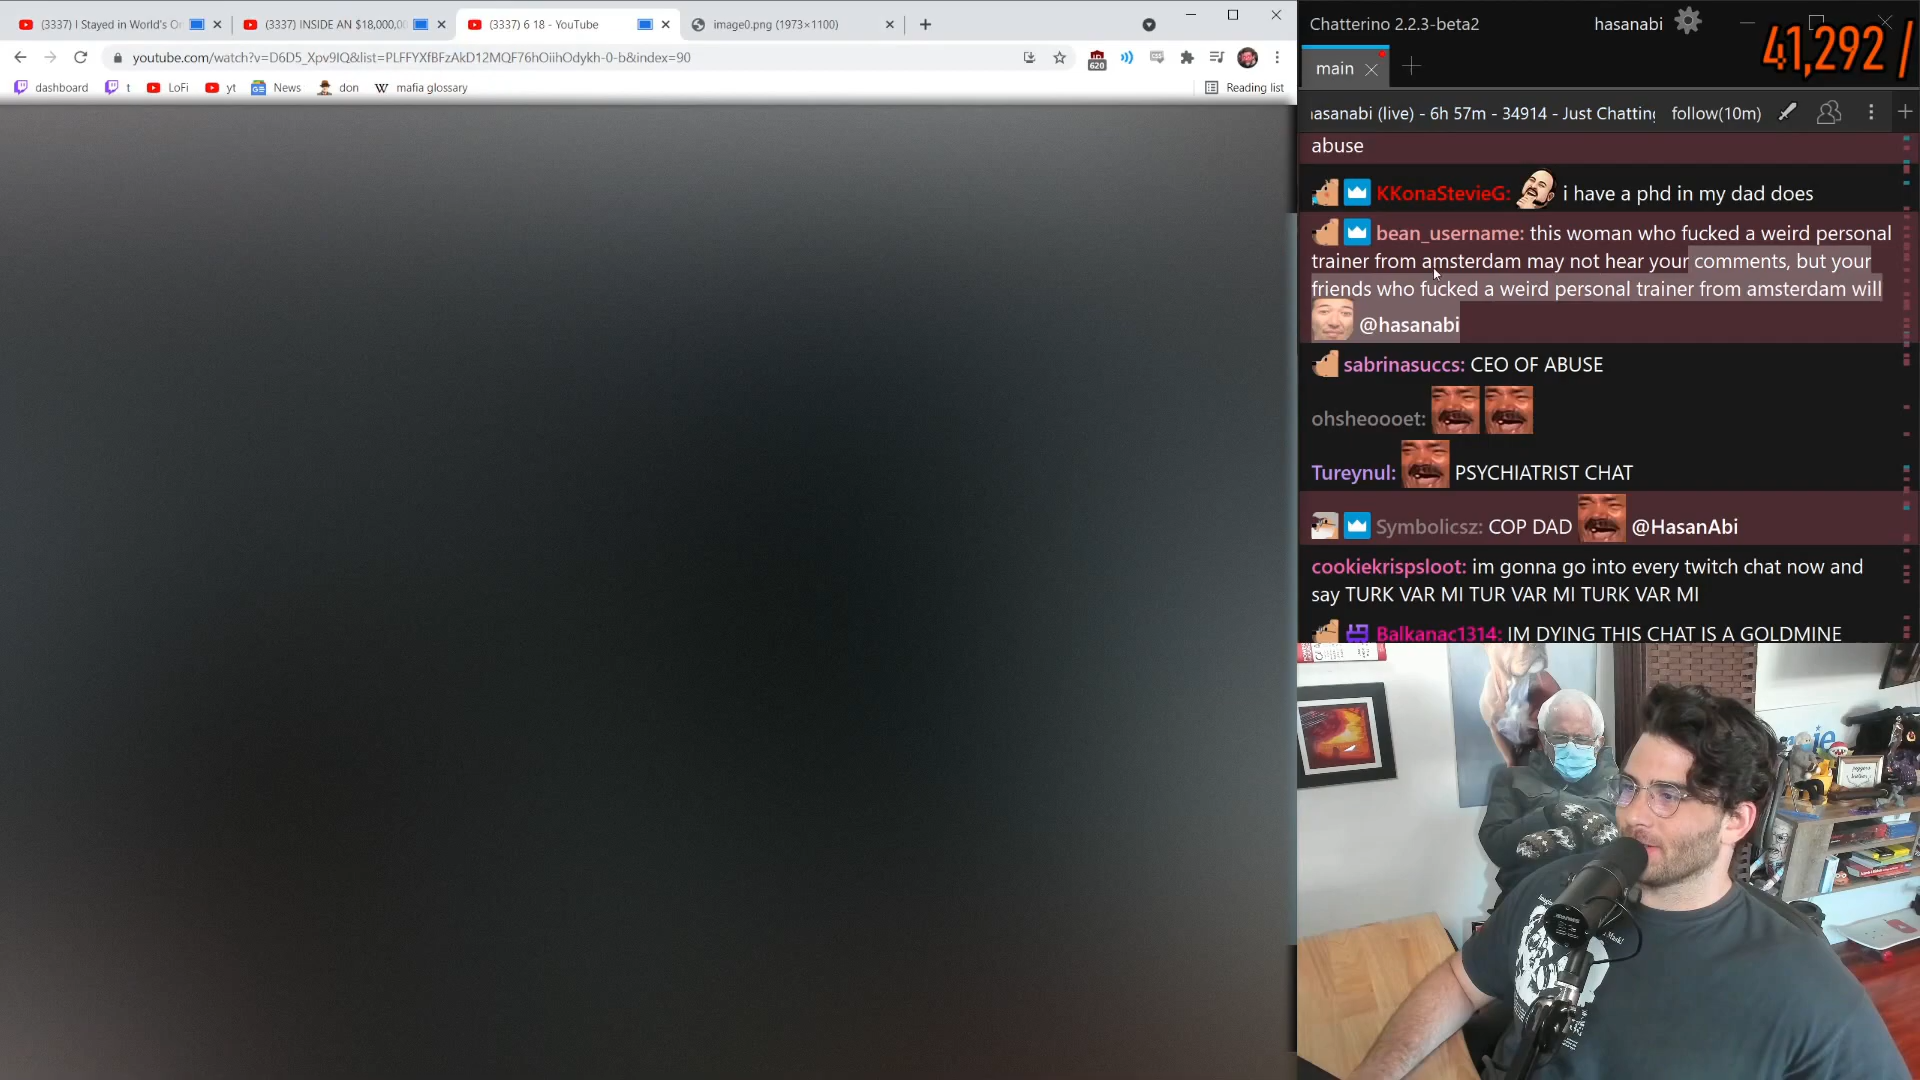 (3337) I Stayed in World's O
(3337) INSIDE AN $18,000,0
(3337) 6 18 - YouTube
image0.png (1973×1100)
youtube.com/watch?v=D6D5_Xpv9IQ&list=PLFFYXfBFzAkD12MQF76hOiihOdykh-0-b&index=90
620
dashboard
t
LoFi
yt
News
don
W mafia glossary
Reading list
Chatterino 2.2.3-beta2
hasanabi
41,292 /
main
asanabi (live) - 6h 57m - 34914 - Just Chatting
follow(10m)
abuse
KKonaStevieG: i have a phd in my dad does
bean_username: this woman who fucked a weird personal
trainer from amsterdam may not hear your comments, but your
friends who fucked a weird personal trainer from amsterdam will
@hasanabi
sabrinasuccs: CEO OF ABUSE
ohsheoooet:
Tureynul: PSYCHIATRIST CHAT
Symbolicsz: COP DAD @HasanAbi
cookiekrispsloot: im gonna go into every twitch chat now and
say TURK VAR MI TUR VAR MI TURK VAR MI
Balkanac1314: IM DYING THIS CHAT IS A GOLDMINE